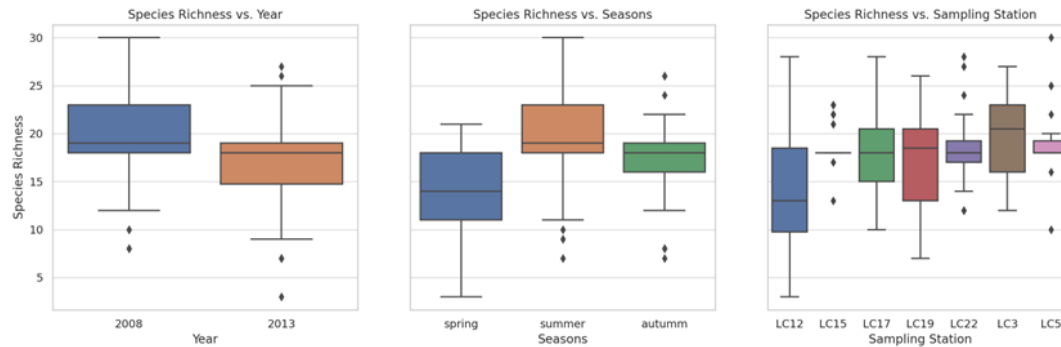 Species Richness vs. Year
Species Richness
30
25
20
15
10
5
2008
2013
Year
Species Richness vs. Seasons
spring
summer
autumm
Seasons
Species Richness vs. Sampling Station
LC12
LC15
LC17
LC19
LC22
LC3
LC5
Sampling Station